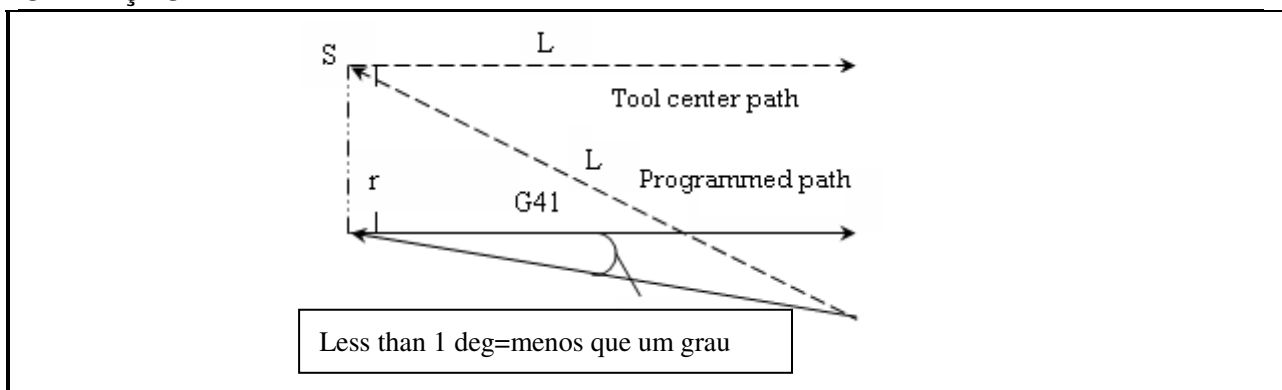 L
S
Tool center path
L
Programmed path
r
G41
Less than 1 deg=menos que um grau